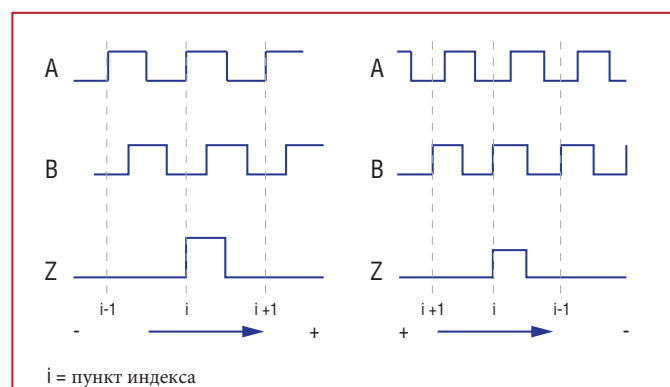 A A
B B
Z Z
i-1 i i +1 i +1 i i-1
- + + -
i = пункт индекса